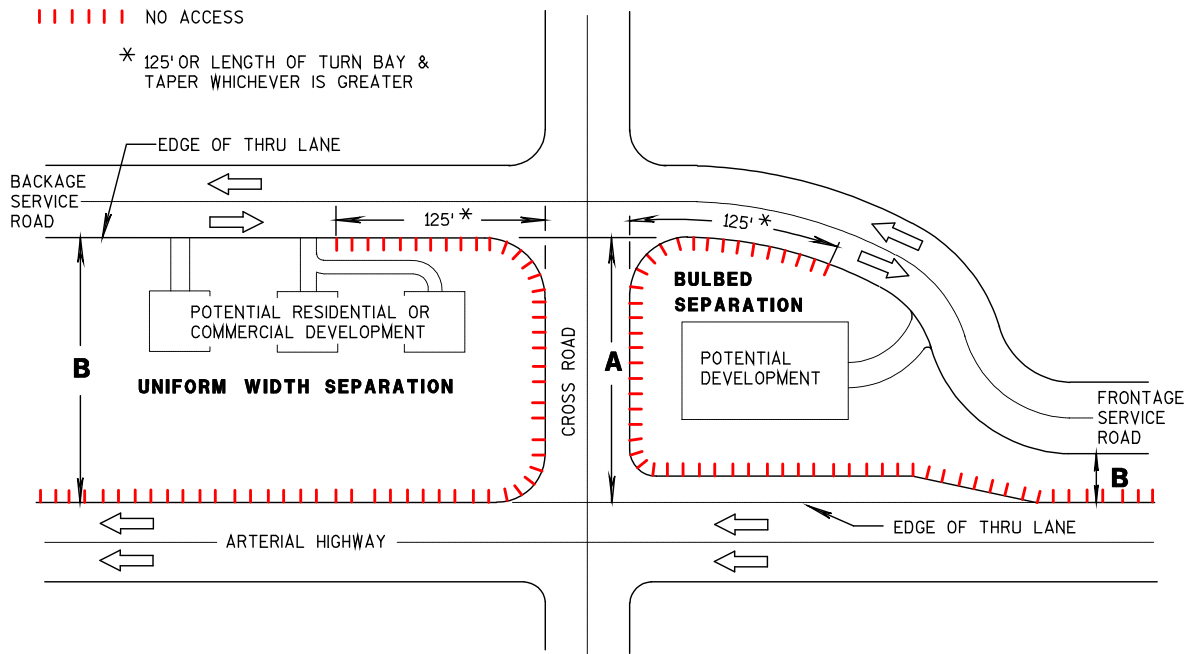 NO ACCESS
* 125' OR LENGTH OF TURN BAY &
TAPER WHICHEVER IS GREATER
EDGE OF THRU LANE
BACKAGE
SERVICE
ROAD
125' *
125' *
BULBED
SEPARATION
POTENTIAL RESIDENTIAL OR
COMMERCIAL DEVELOPMENT
B
UNIFORM WIDTH SEPARATION
CROSS ROAD
A
POTENTIAL
DEVELOPMENT
FRONTAGE
SERVICE
ROAD
B
EDGE OF THRU LANE
ARTERIAL HIGHWAY